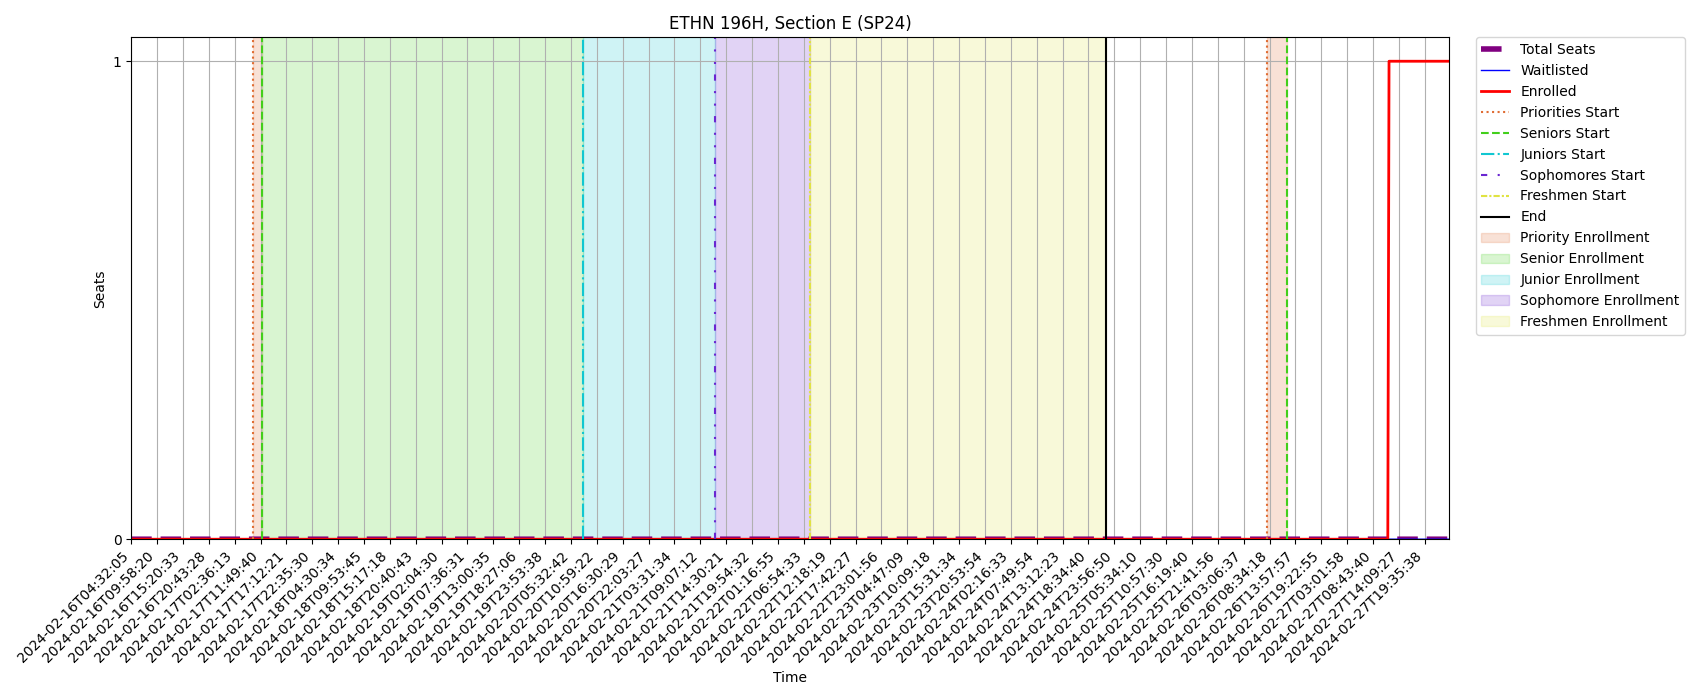 ETHN 196H, Section E (SP24)
Seats
1
0
2024-02-16T04:32:05
2024-02-16T09:58:20
2024-02-16T15:20:33
2024-02-16T20:43:28
2024-02-17T02:36:13
2024-02-17T11:49:40
2024-02-17T17:12:21
2024-02-17T22:35:30
2024-02-18T04:30:34
2024-02-18T09:53:45
2024-02-18T15:17:18
2024-02-18T20:40:43
2024-02-19T02:04:30
2024-02-19T07:36:31
2024-02-19T13:00:35
2024-02-19T18:27:06
2024-02-19T23:53:38
2024-02-20T05:32:42
2024-02-20T10:59:22
2024-02-20T16:30:29
2024-02-20T22:03:27
2024-02-21T03:31:34
2024-02-21T09:07:12
2024-02-21T14:30:21
2024-02-21T19:54:32
2024-02-22T01:16:55
2024-02-22T06:54:33
2024-02-22T12:18:19
2024-02-22T17:42:27
2024-02-22T23:01:56
2024-02-23T04:47:09
2024-02-23T10:09:18
2024-02-23T15:31:34
2024-02-23T20:53:54
2024-02-24T02:16:33
2024-02-24T07:49:54
2024-02-24T13:12:23
2024-02-24T18:34:40
2024-02-24T23:56:50
2024-02-25T05:34:10
2024-02-25T10:57:30
2024-02-25T16:19:40
2024-02-25T21:41:56
2024-02-26T03:06:37
2024-02-26T08:34:18
2024-02-26T13:57:57
2024-02-26T19:22:55
2024-02-27T03:01:58
2024-02-27T08:43:40
2024-02-27T14:09:27
2024-02-27T19:35:38
Time
Total Seats
Waitlisted
Enrolled
Priorities Start
Seniors Start
Juniors Start
Sophomores Start
Freshmen Start
End
Priority Enrollment
Senior Enrollment
Junior Enrollment
Sophomore Enrollment
Freshmen Enrollment